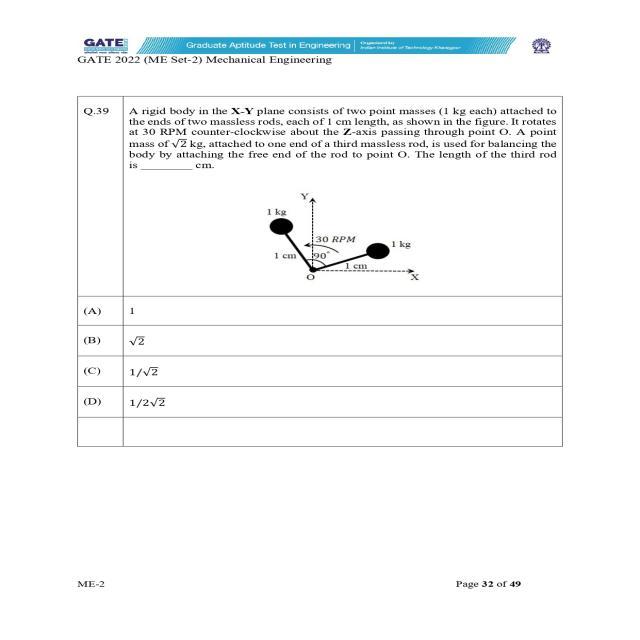 GATE
Graduate Aptitude Test in Engineering
Organised by
Indian Institute of Technology Kharagpur
GATE 2022 (ME Set-2) Mechanical Engineering
Q.39
A rigid body in the X-Y plane consists of two point masses (1 kg each) attached to
the ends of two massless rods, each of 1 cm length, as shown in the figure. It rotates
at 30 RPM counter-clockwise about the Z-axis passing through point O. A point
mass of √2 kg, attached to one end of a third massless rod, is used for balancing the
body by attaching the free end of the rod to point O. The length of the third rod
is ________ cm.
Y
1 kg
30 RPM
1 kg
1 cm
90°
1 cm
O
X
(A) 1
(B) √2
(C) 1/√2
(D) 1/2√2
ME-2
Page 32 of 49